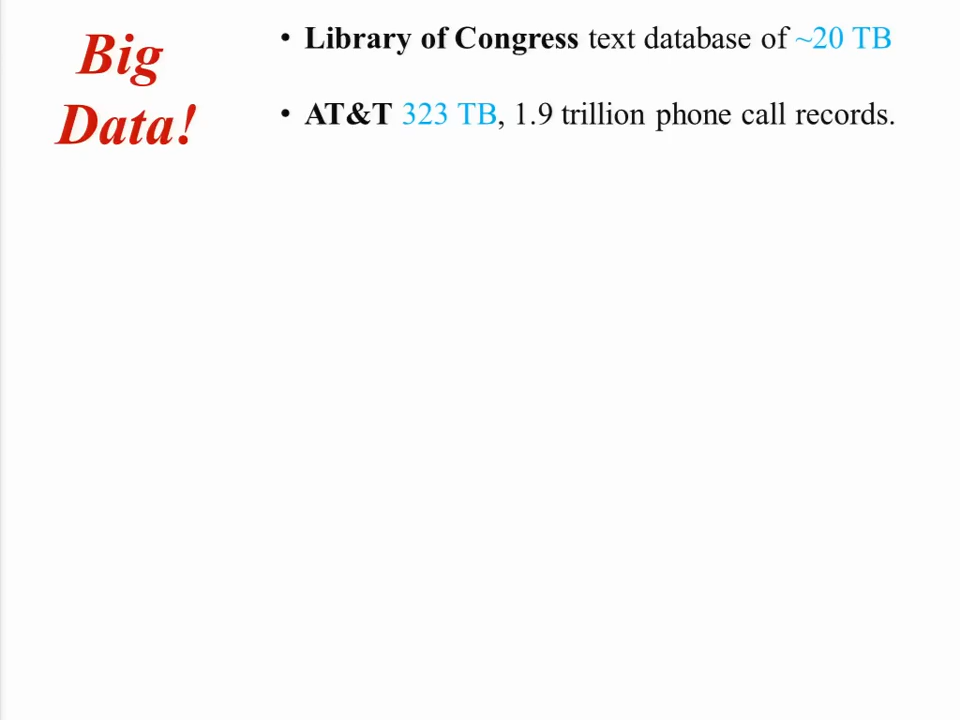 Big
Data!
• Library of Congress text database of ~20 TB
• AT&T 323 TB, 1.9 trillion phone call records.